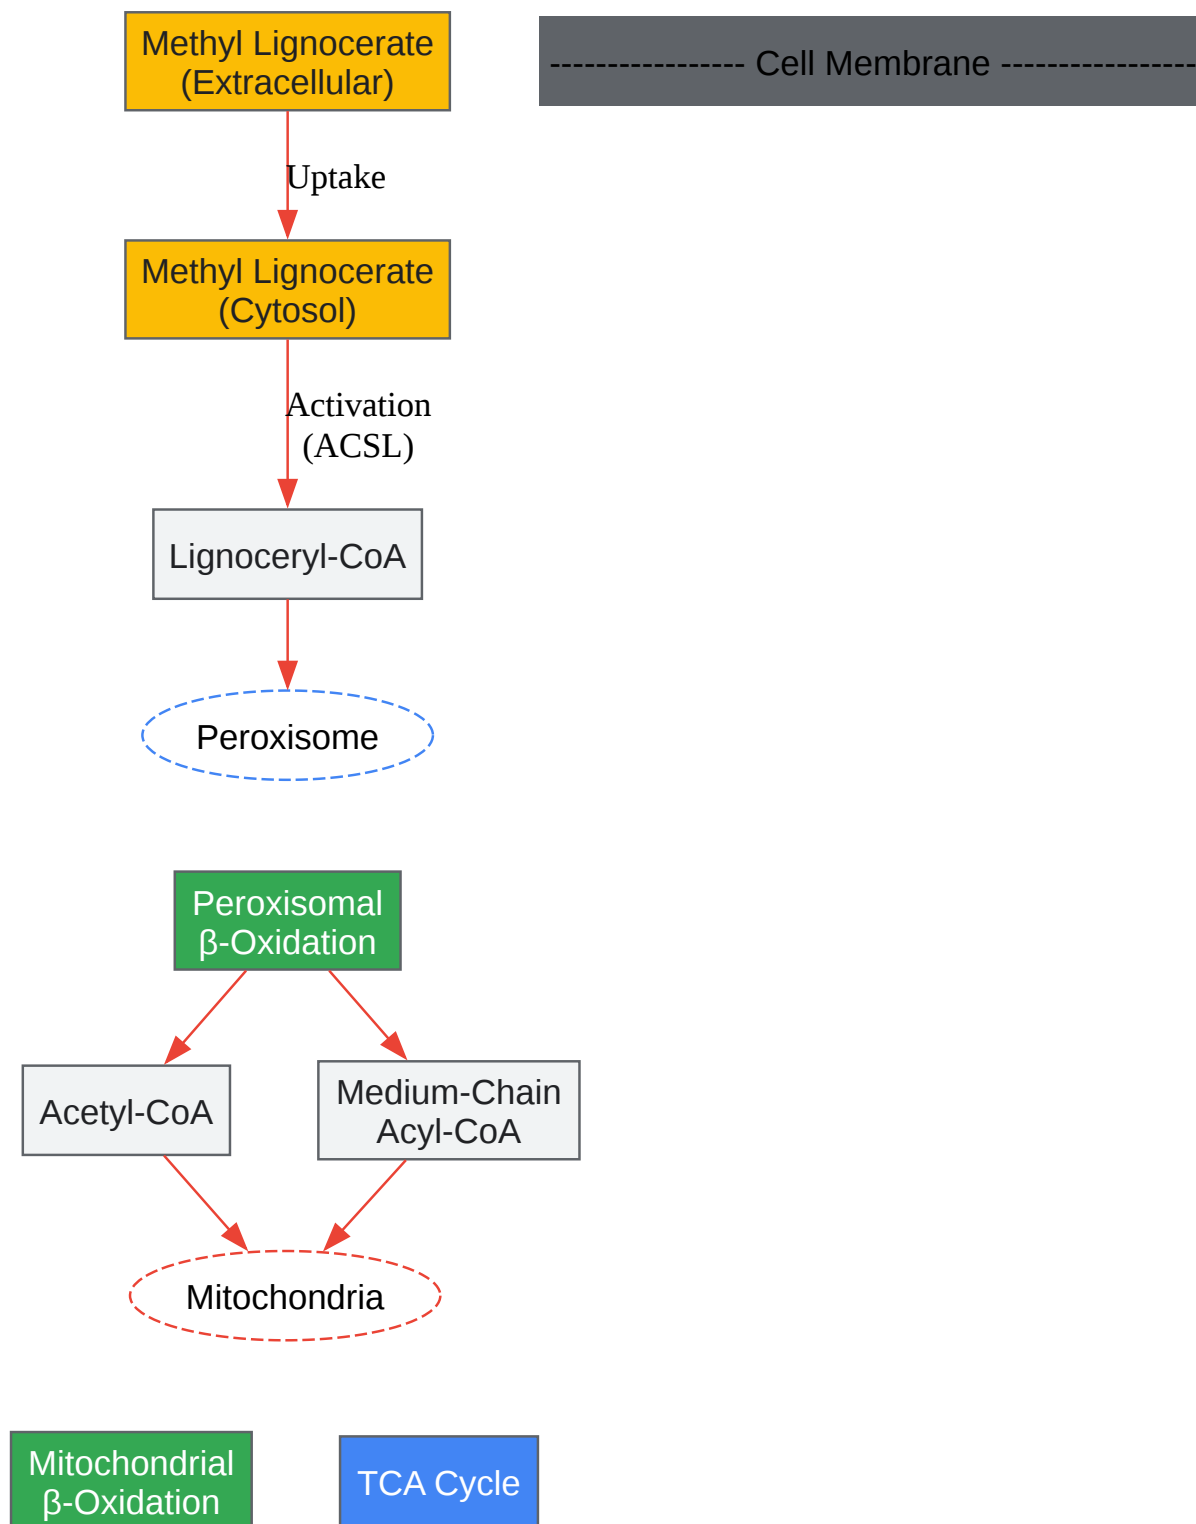 Methyl Lignocerate
(Extracellular)
----------------- Cell Membrane -----------------
Uptake
Methyl Lignocerate
(Cytosol)
Activation
(ACSL)
Lignoceryl-CoA
Peroxisome
Peroxisomal
β-Oxidation
Acetyl-CoA
Medium-Chain
Acyl-CoA
Mitochondria
Mitochondrial
β-Oxidation
TCA Cycle